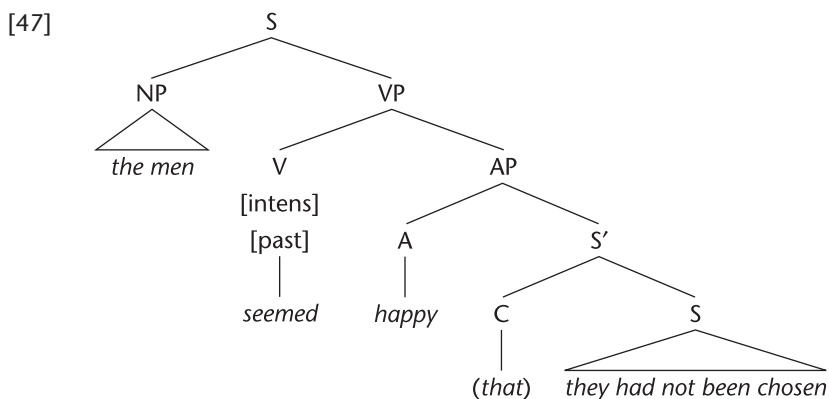 [47] S
NP VP
the men V AP
[intens]
[past] A S′
seemed happy C S
(that) they had not been chosen